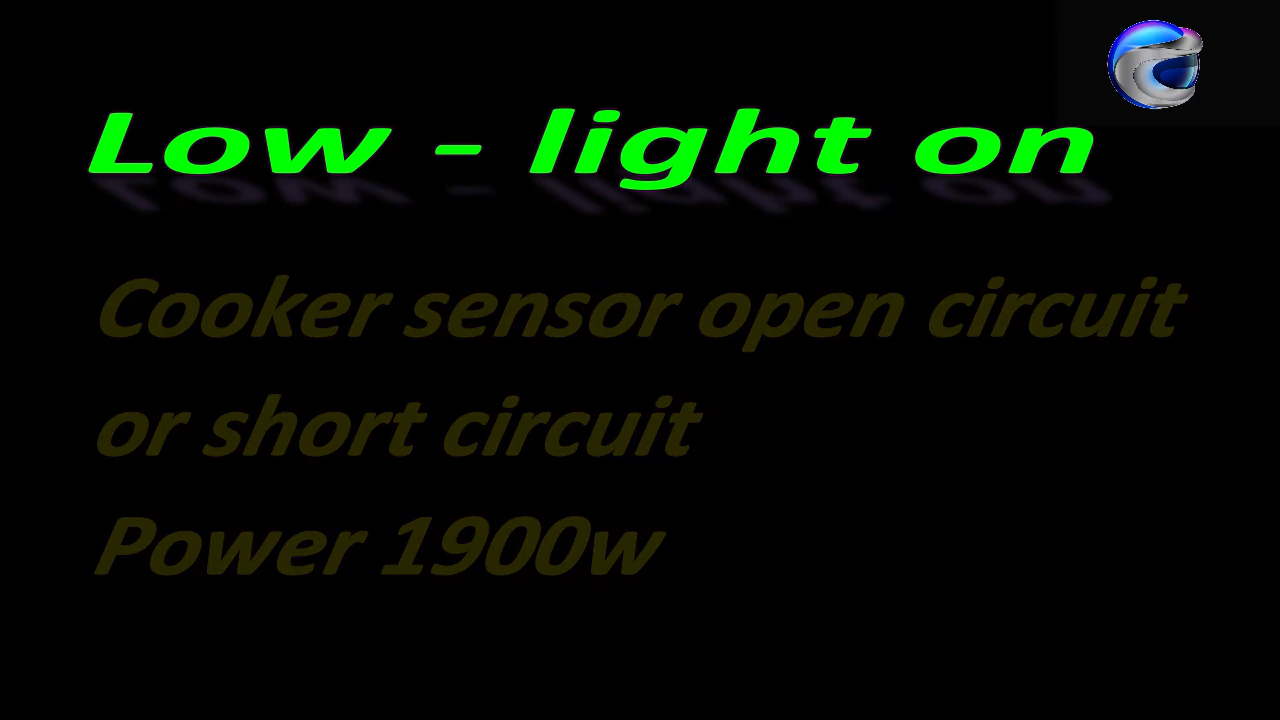 Low - light on
Cooker sensor open circuit
or short circuit
Power 1900w